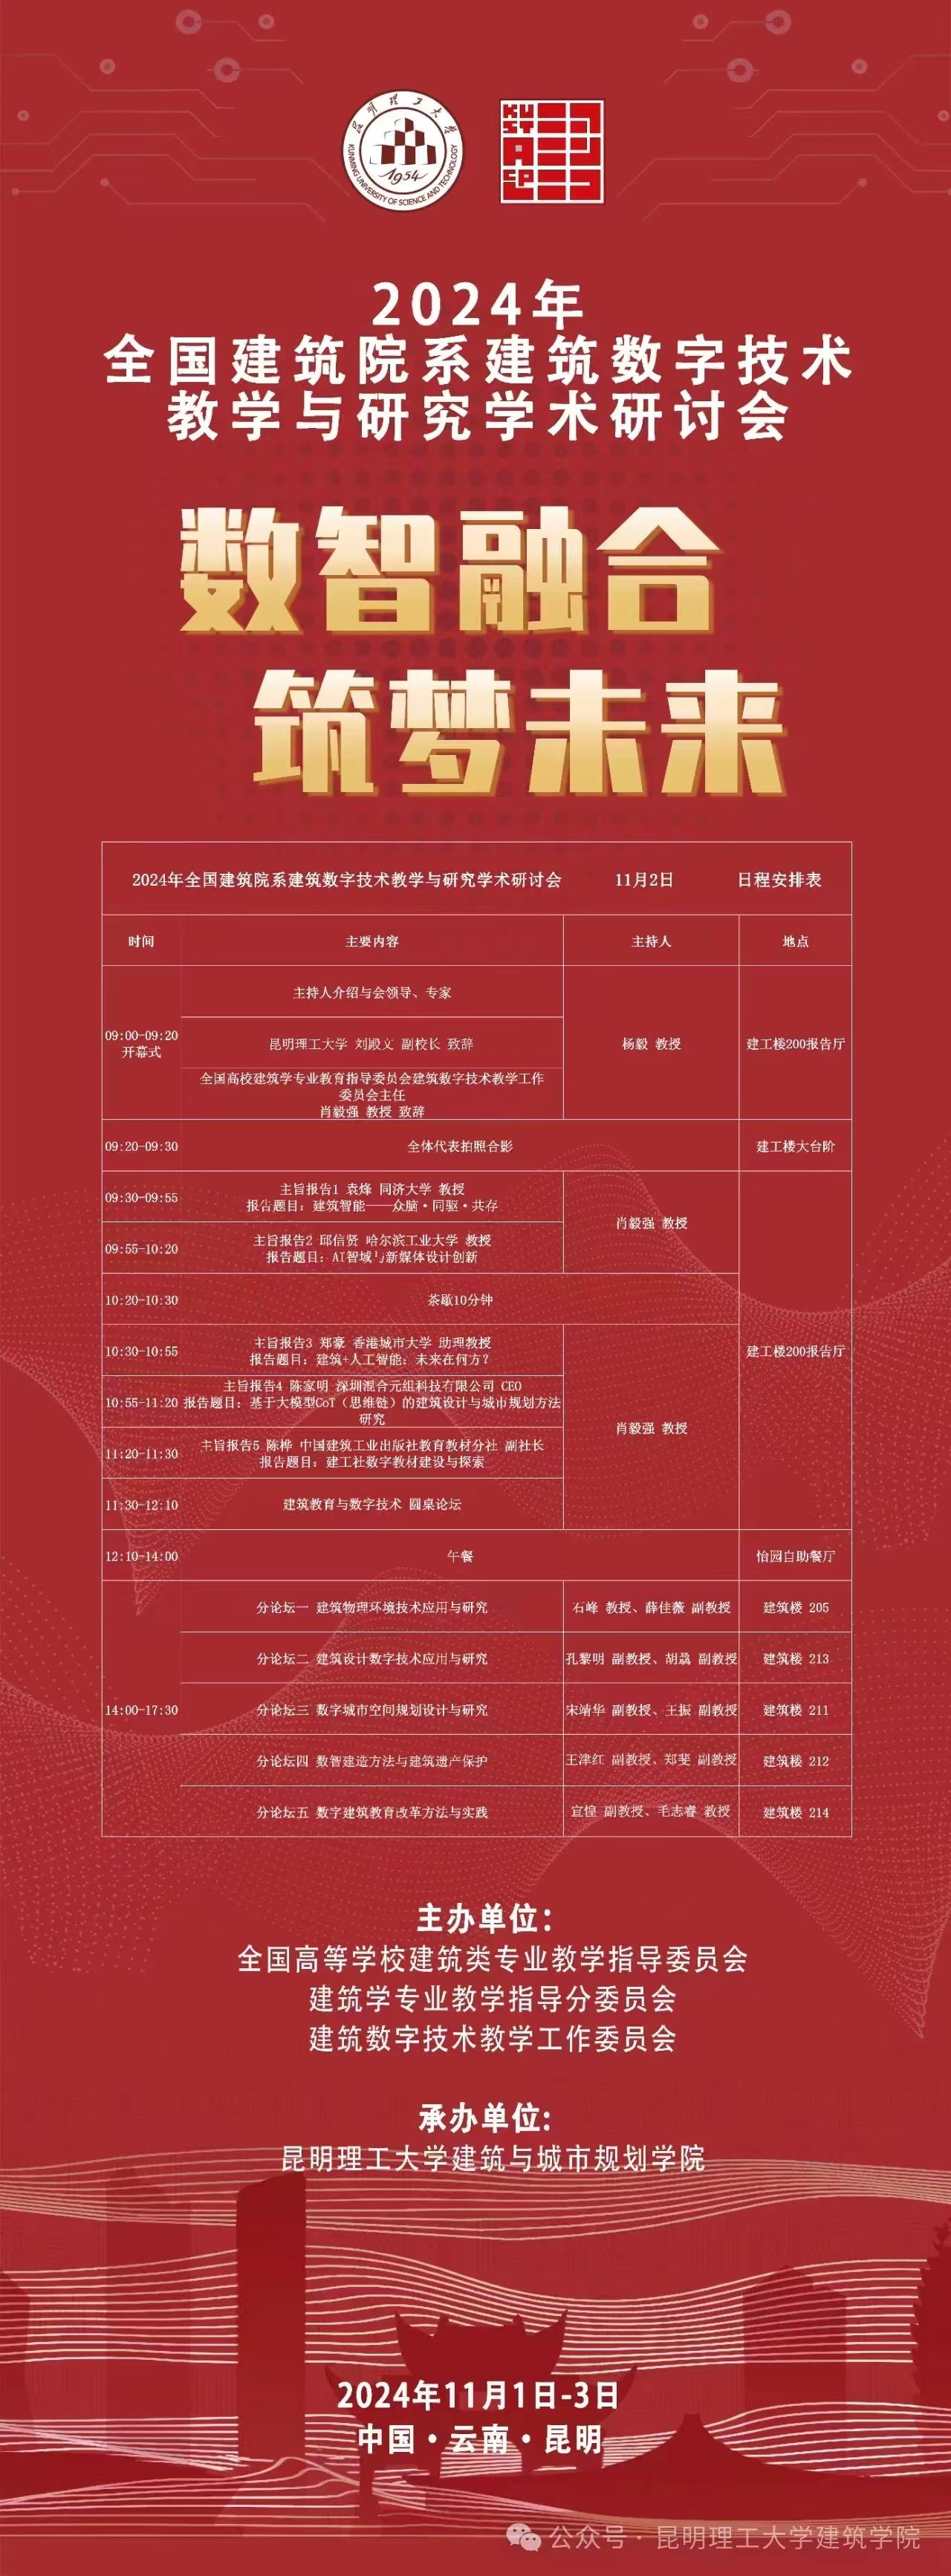 昆明理工大学
KUNMING UNIVERSITY OF SCIENCE AND TECHNOLOGY
1954
KU
ST
A
CP
2024年
全国建筑院系建筑数字技术
教学与研究学术研讨会
数智融合
筑梦未来
2024年全国建筑院系建筑数字技术教学与研究学术研讨会 11月2日 日程安排表
时间 主要内容 主持人 地点
主持人介绍与会领导、专家
09:00-09:20
开幕式
昆明理工大学 刘殿文 副校长 致辞
杨毅 教授
建工楼200报告厅
全国高校建筑学专业教育指导委员会建筑数字技术教学工作
委员会主任
肖毅强 教授 致辞
09:20-09:30 全体代表拍照合影 建工楼大台阶
09:30-09:55
主旨报告1 袁烽 同济大学 教授
报告题目：建筑智能——众脑·同驱·共存
肖毅强 教授
09:55-10:20
主旨报告2 邱信贤 哈尔滨工业大学 教授
报告题目：AI智域与新媒体设计创新
10:20-10:30 茶歇10分钟
10:30-10:55
主旨报告3 郑豪 香港城市大学 助理教授
报告题目：建筑+人工智能：未来在何方？
建工楼200报告厅
10:55-11:20
主旨报告4 陈家明 深圳混合元组科技有限公司 CEO
报告题目：基于大模型CoT（思维链）的建筑设计与城市规划方法
研究
肖毅强 教授
11:20-11:30
主旨报告5 陈桦 中国建筑工业出版社教育教材分社 副社长
报告题目：建工社数字教材建设与探索
11:30-12:10 建筑教育与数字技术 圆桌论坛
12:10-14:00 午餐 怡园自助餐厅
分论坛一 建筑物理环境技术应用与研究 石峰 教授、薛佳薇 副教授 建筑楼 205
分论坛二 建筑设计数字技术应用与研究 孔黎明 副教授、胡骉 副教授 建筑楼 213
14:00-17:30 分论坛三 数字城市空间规划设计与研究 宋靖华 副教授、王振 副教授 建筑楼 211
分论坛四 数智建造方法与建筑遗产保护 王津红 副教授、郑斐 副教授 建筑楼 212
分论坛五 数字建筑教育改革方法与实践 宣惶 副教授、毛志睿 教授 建筑楼 214
主办单位：
全国高等学校建筑类专业教学指导委员会
建筑学专业教学指导分委员会
建筑数字技术教学工作委员会
承办单位：
昆明理工大学建筑与城市规划学院
2024年11月1日-3日
中国·云南·昆明
公众号·昆明理工大学建筑学院